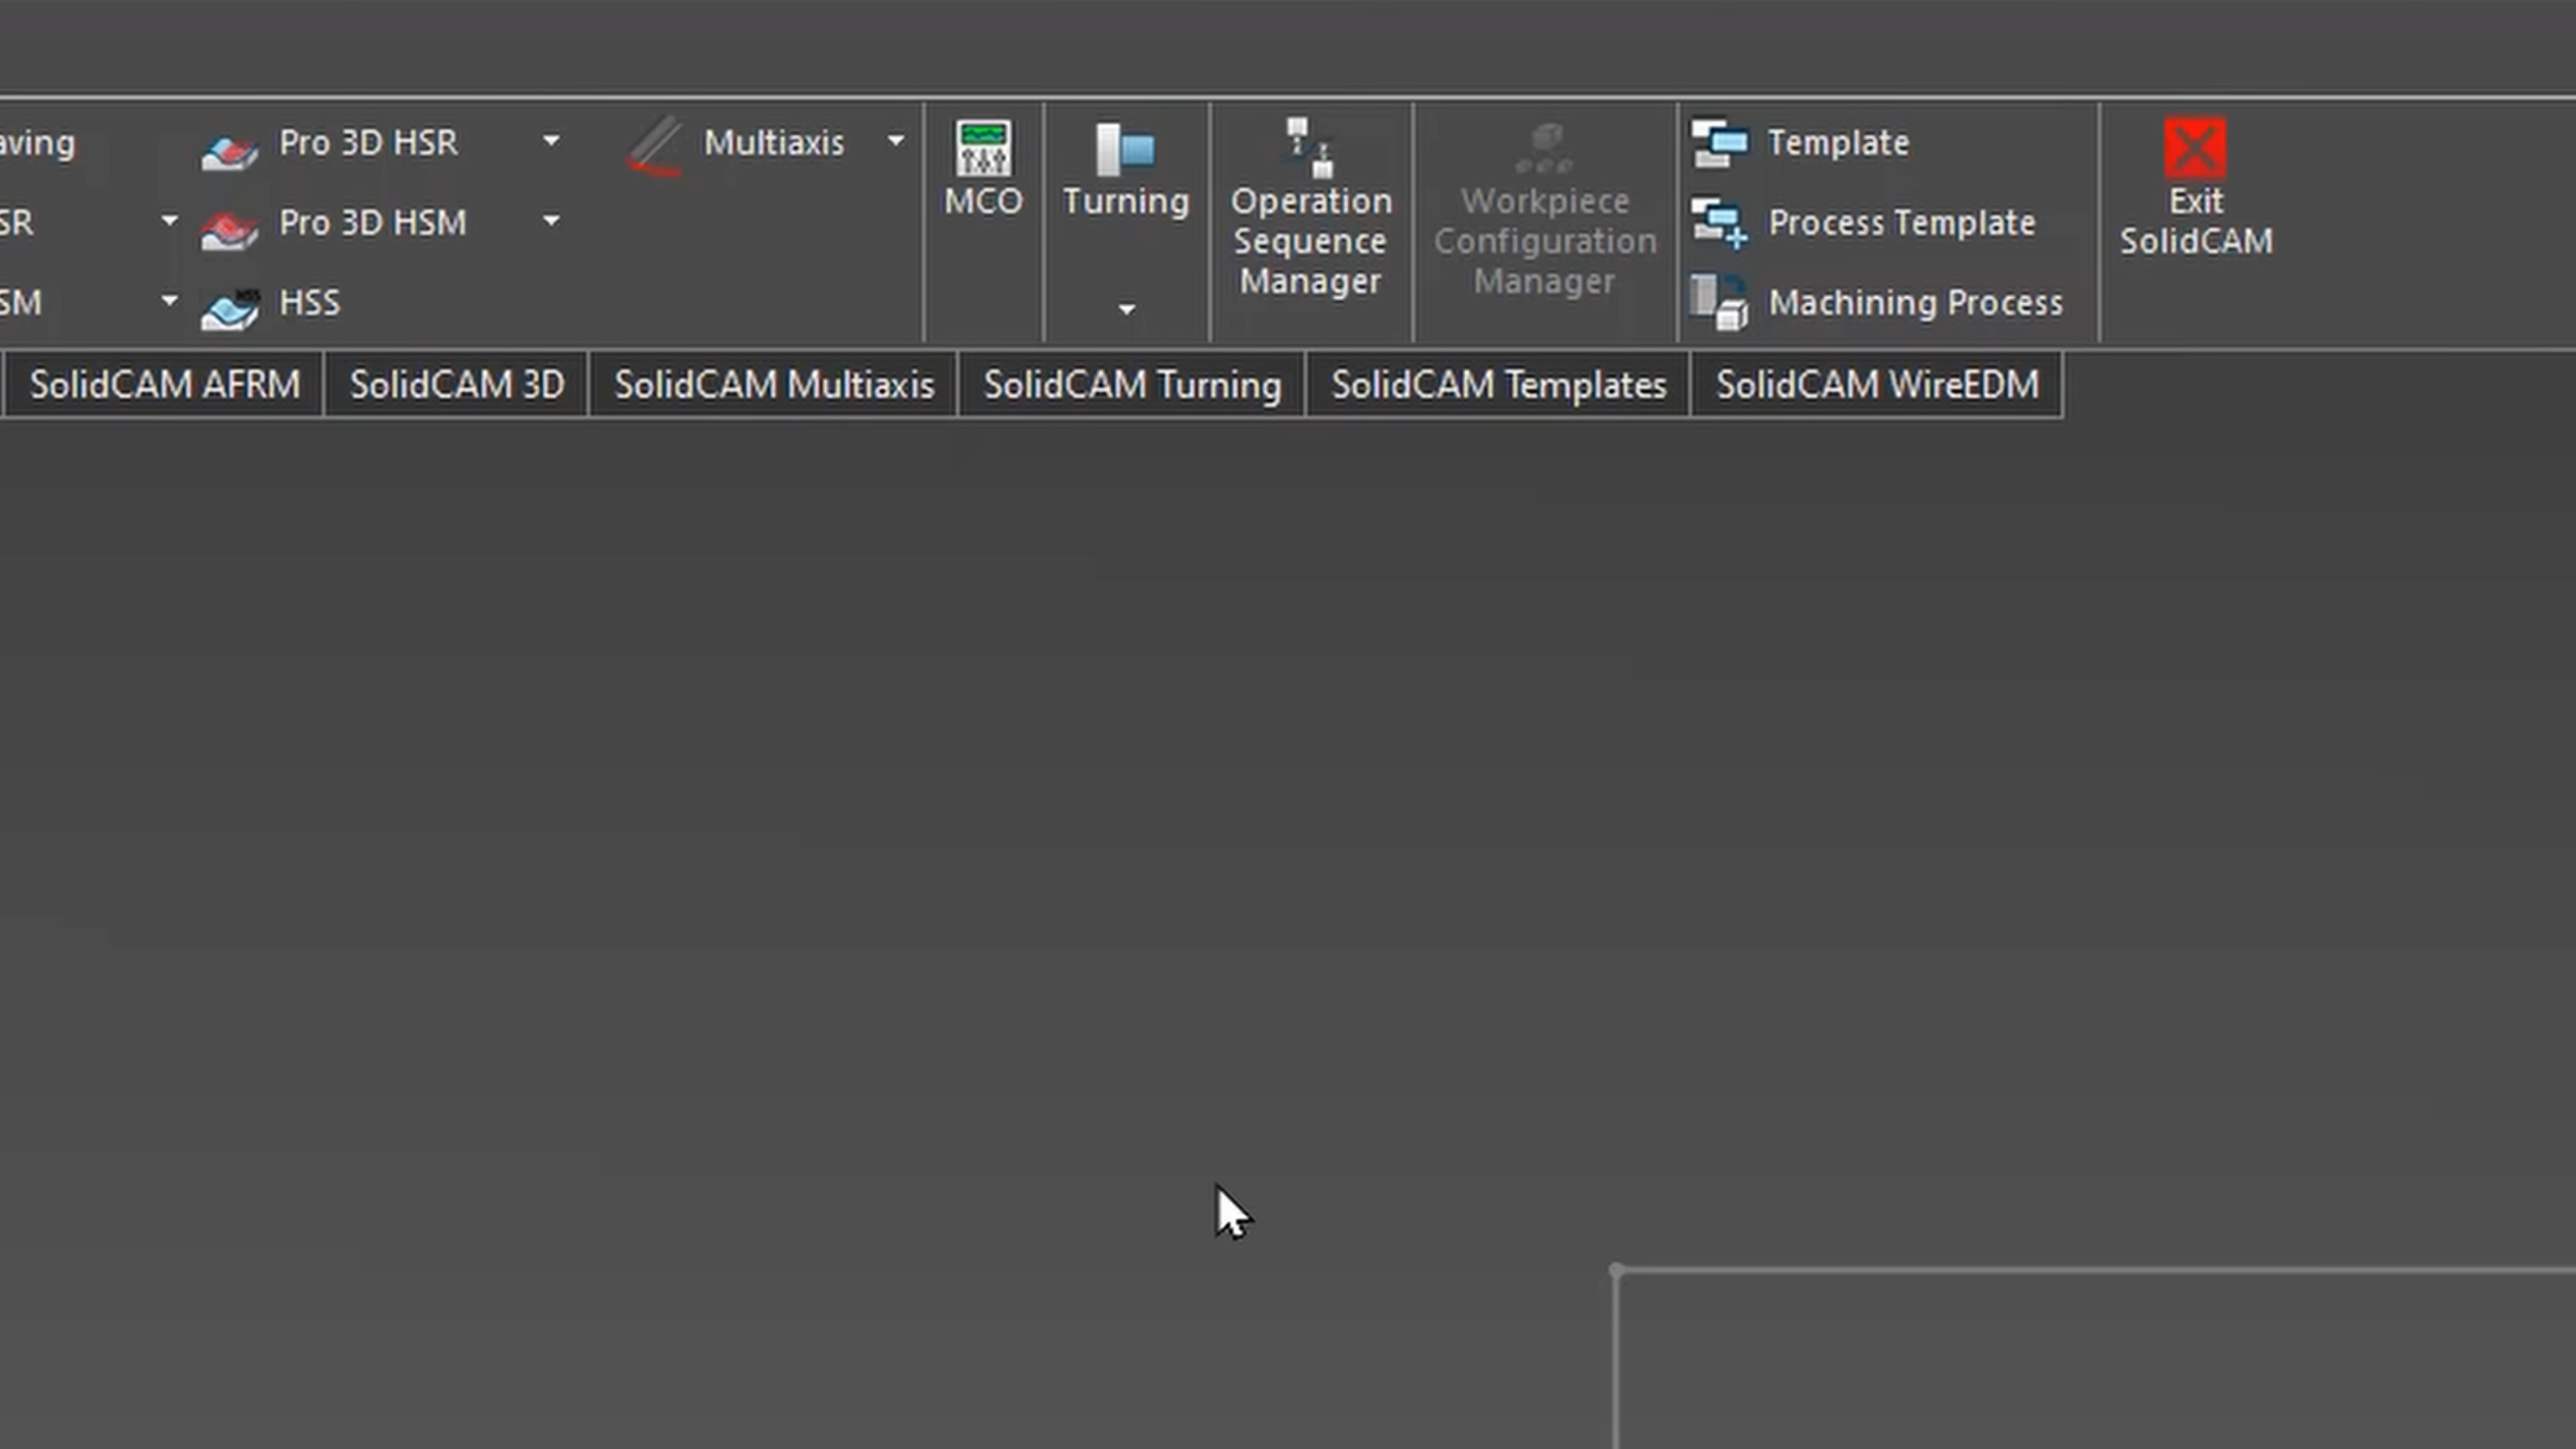 aving
Pro 3D HSR
Multiaxis
SR
Pro 3D HSM
SM
HSS
MCO
Turning
Operation
Sequence
Manager
Workpiece
Configuration
Manager
Template
Process Template
Machining Process
Exit
SolidCAM
SolidCAM AFRM
SolidCAM 3D
SolidCAM Multiaxis
SolidCAM Turning
SolidCAM Templates
SolidCAM WireEDM